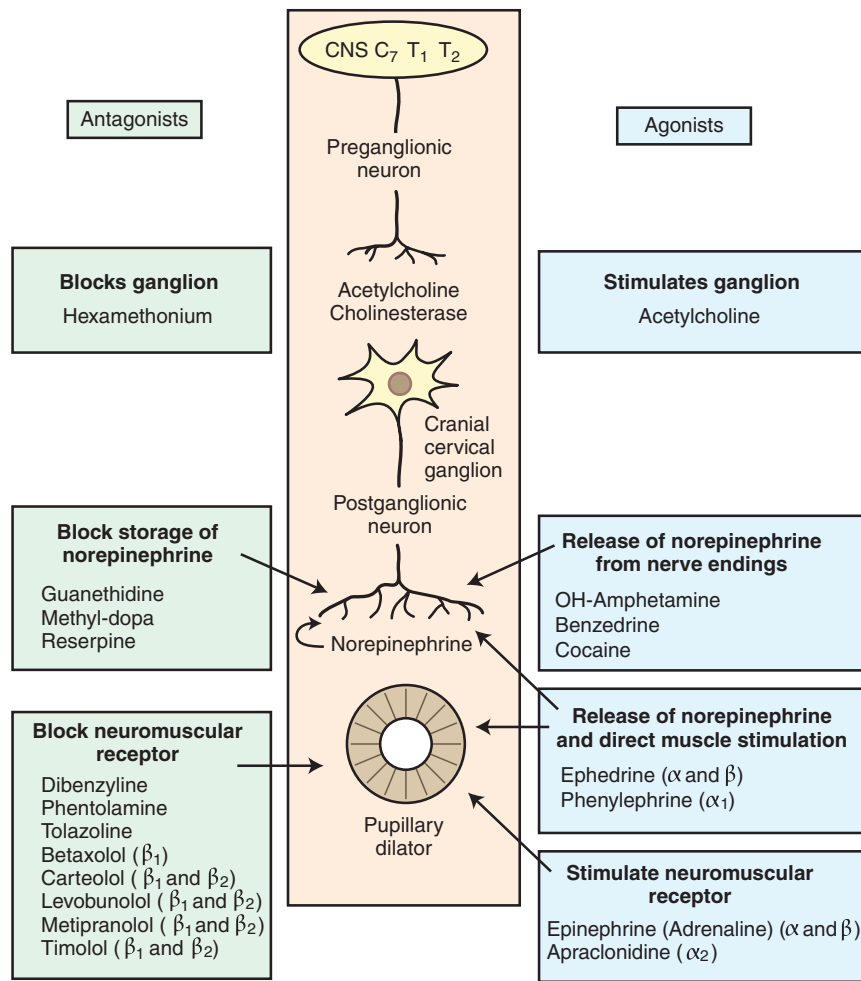 CNS C₇ T₁ T₂
Antagonists
Agonists
Preganglionic
neuron
Blocks ganglion
Hexamethonium
Acetylcholine
Cholinesterase
Stimulates ganglion
Acetylcholine
Cranial
cervical
ganglion
Postganglionic
neuron
Block storage of
norepinephrine
Guanethidine
Methyl-dopa
Reserpine
Release of norepinephrine
from nerve endings
OH-Amphetamine
Benzedrine
Cocaine
Norepinephrine
Block neuromuscular
receptor
Dibenzyline
Phentolamine
Tolazoline
Betaxolol (β₁)
Carteolol (β₁ and β₂)
Levobunolol (β₁ and β₂)
Metipranolol (β₁ and β₂)
Timolol (β₁ and β₂)
Pupillary
dilator
Release of norepinephrine
and direct muscle stimulation
Ephedrine (α and β)
Phenylephrine (α₁)
Stimulate neuromuscular
receptor
Epinephrine (Adrenaline) (α and β)
Apraclonidine (α₂)